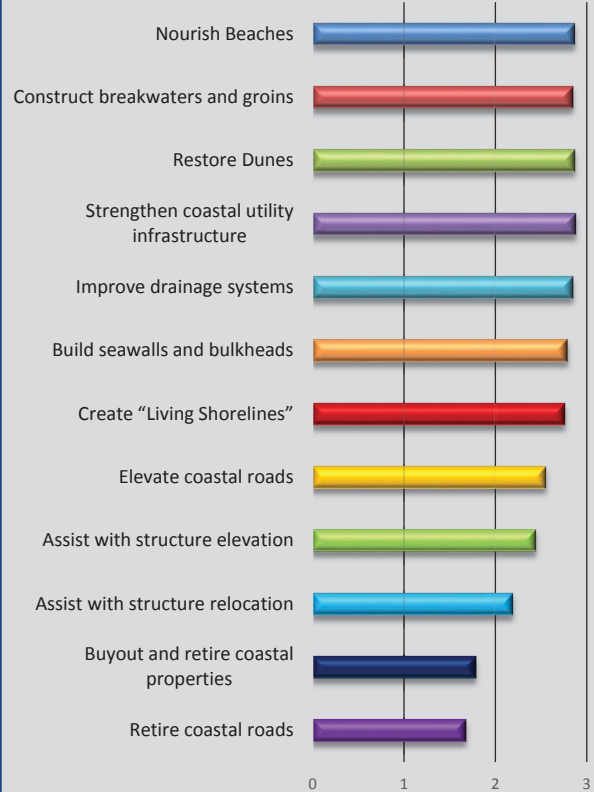 Nourish Beaches
Construct breakwaters and groins
Restore Dunes
Strengthen coastal utility
infrastructure
Improve drainage systems
Build seawalls and bulkheads
Create “Living Shorelines”
Elevate coastal roads
Assist with structure elevation
Assist with structure relocation
Buyout and retire coastal
properties
Retire coastal roads
0 1 2 3